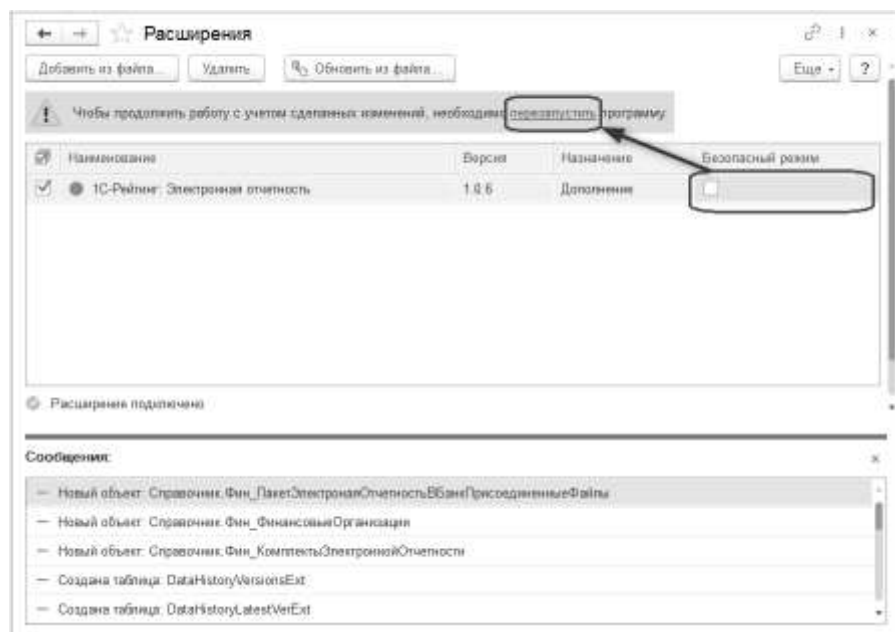 Расширения
Добавить из файла... Удалить Обновить из файла... Еще ?
Чтобы продолжить работу с учетом сделанных изменений, необходимо перезапустить программу.
Наименование Версия Назначение Безопасный режим
1С-Рейтинг: Электронная отчетность 1.0.6 Дополнение
Расширение подключено
Сообщения:
— Новый объект: Справочник.Фин_ПакетЭлектроннаяОтчетностьВБанкПрисоединенныеФайлы
— Новый объект: Справочник.Фин_ФинансовыеОрганизации
— Новый объект: Справочник.Фин_КомплектыЭлектроннойОтчетности
— Создана таблица: DataHistoryVersionsExt
— Создана таблица: DataHistoryLatestVerExt